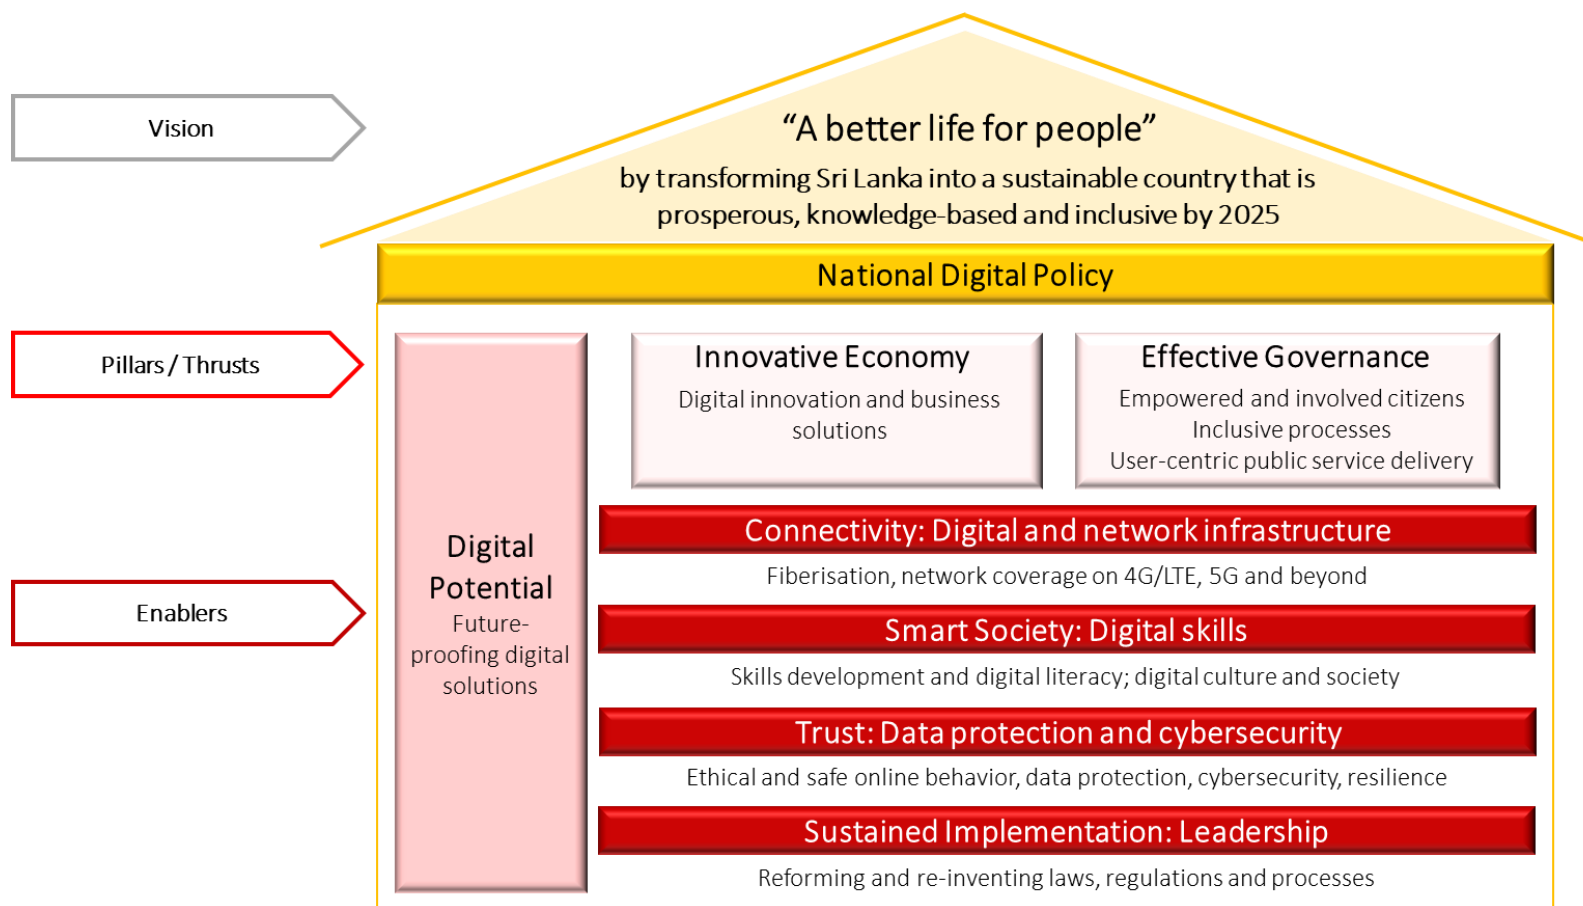 Vision
“A better life for people”
by transforming Sri Lanka into a sustainable country that is
prosperous, knowledge-based and inclusive by 2025
National Digital Policy
Pillars / Thrusts
Innovative Economy
Digital innovation and business
solutions
Effective Governance
Empowered and involved citizens
Inclusive processes
User-centric public service delivery
Enablers
Digital
Potential
Future-
proofing digital
solutions
Connectivity: Digital and network infrastructure
Fiberisation, network coverage on 4G/LTE, 5G and beyond
Smart Society: Digital skills
Skills development and digital literacy; digital culture and society
Trust: Data protection and cybersecurity
Ethical and safe online behavior, data protection, cybersecurity, resilience
Sustained Implementation: Leadership
Reforming and re-inventing laws, regulations and processes